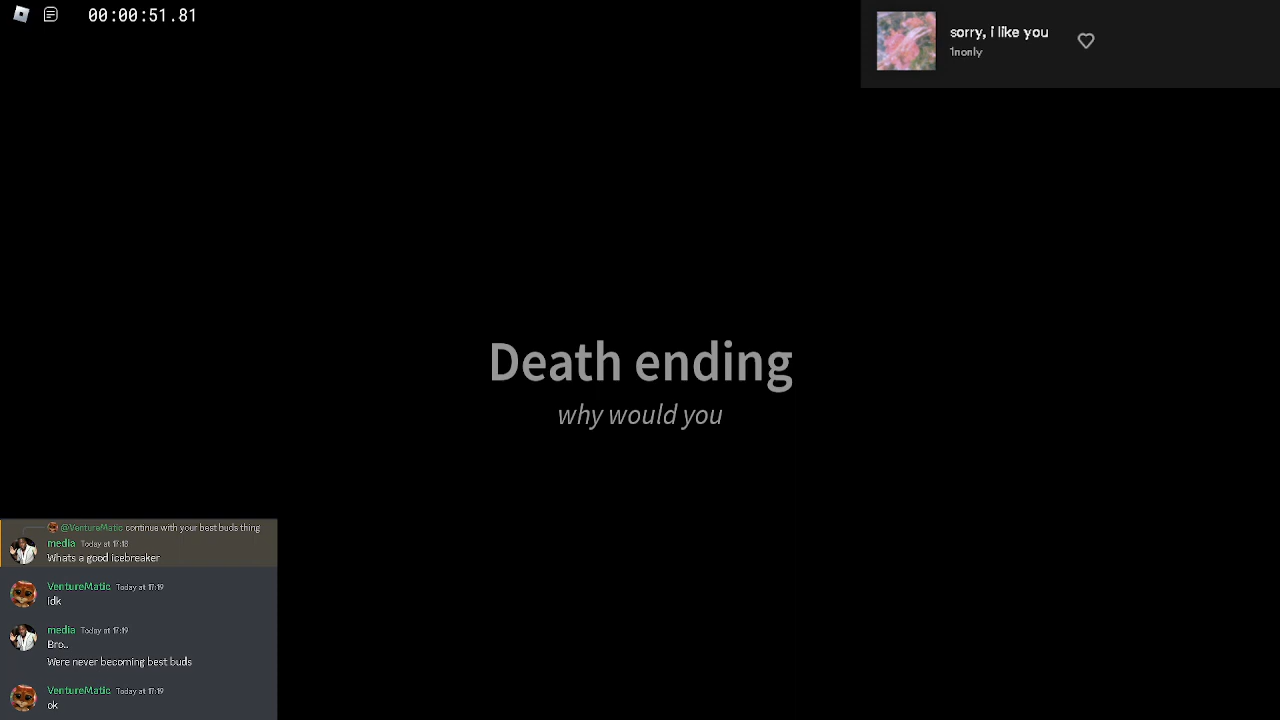 00:00:51.81
sorry, i like you
1nonly
Death ending
why would you
@VentureMatic continue with your best buds thing
media Today at 17:18
Whats a good icebreaker
VentureMatic Today at 17:19
idk
media Today at 17:19
Bro..
Were never becoming best buds
VentureMatic Today at 17:19
ok